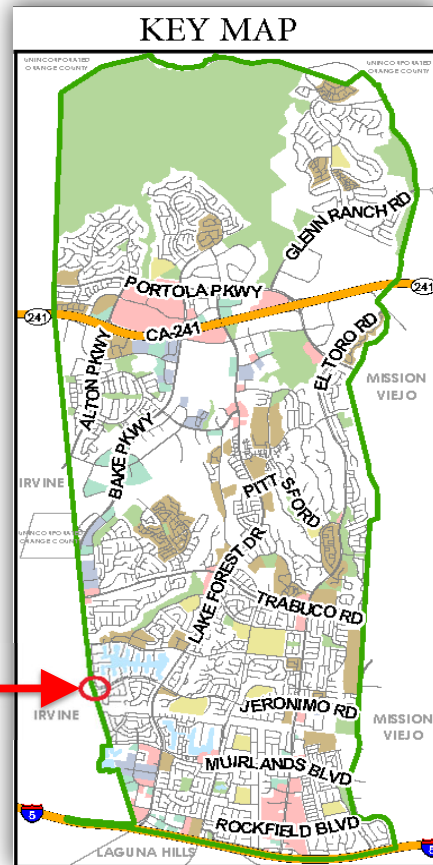 KEY MAP
UNINCORPORATED
ORANGE COUNTY
UNINCORPORATED
ORANGE COUNTY
GLENN RANCH RD
PORTOLA PKWY
241
241
CA-241
EL TORO RD
ALTON PKWY
MISSION
VIEJO
BAKE PKWY
IRVINE
PITTSFORD
UNINCORPORATED
ORANGE COUNTY
LAKE FOREST DR
TRABUCO RD
IRVINE
JERONIMO RD
MISSION
VIEJO
MUIRLANDS BLVD
5
ROCKFIELD BLVD
5
LAGUNA HILLS